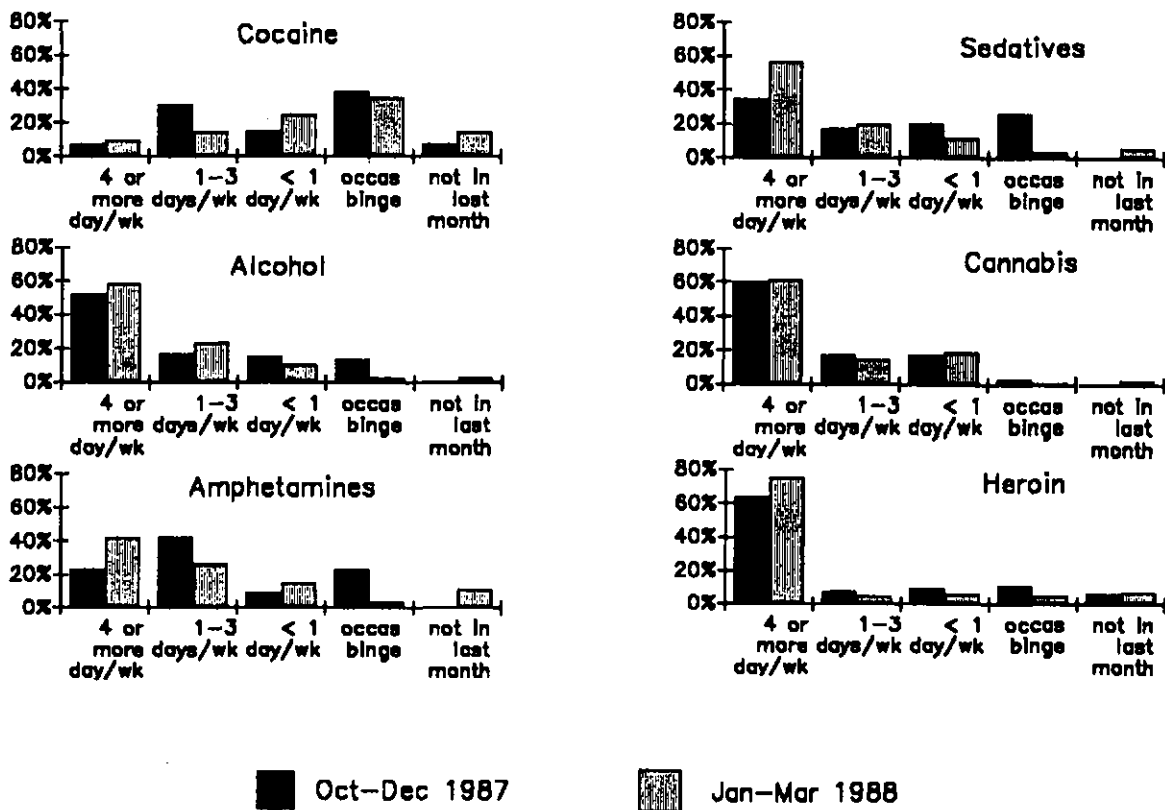 Cocaine
80%
60%
40%
20%
0%
4 or more day/wk
1–3 days/wk
< 1 day/wk
occas binge
not in last month
Sedatives
80%
60%
40%
20%
0%
4 or more day/wk
1–3 days/wk
< 1 day/wk
occas binge
not in last month
Alcohol
80%
60%
40%
20%
0%
4 or more day/wk
1–3 days/wk
< 1 day/wk
occas binge
not in last month
Cannabis
80%
60%
40%
20%
0%
4 or more day/wk
1–3 days/wk
< 1 day/wk
occas binge
not in last month
Amphetamines
80%
60%
40%
20%
0%
4 or more day/wk
1–3 days/wk
< 1 day/wk
occas binge
not in last month
Heroin
80%
60%
40%
20%
0%
4 or more day/wk
1–3 days/wk
< 1 day/wk
occas binge
not in last month
Oct–Dec 1987
Jan–Mar 1988